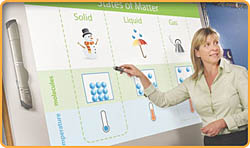 States of Matter
Solid Liquid Gas
molecules
temperature